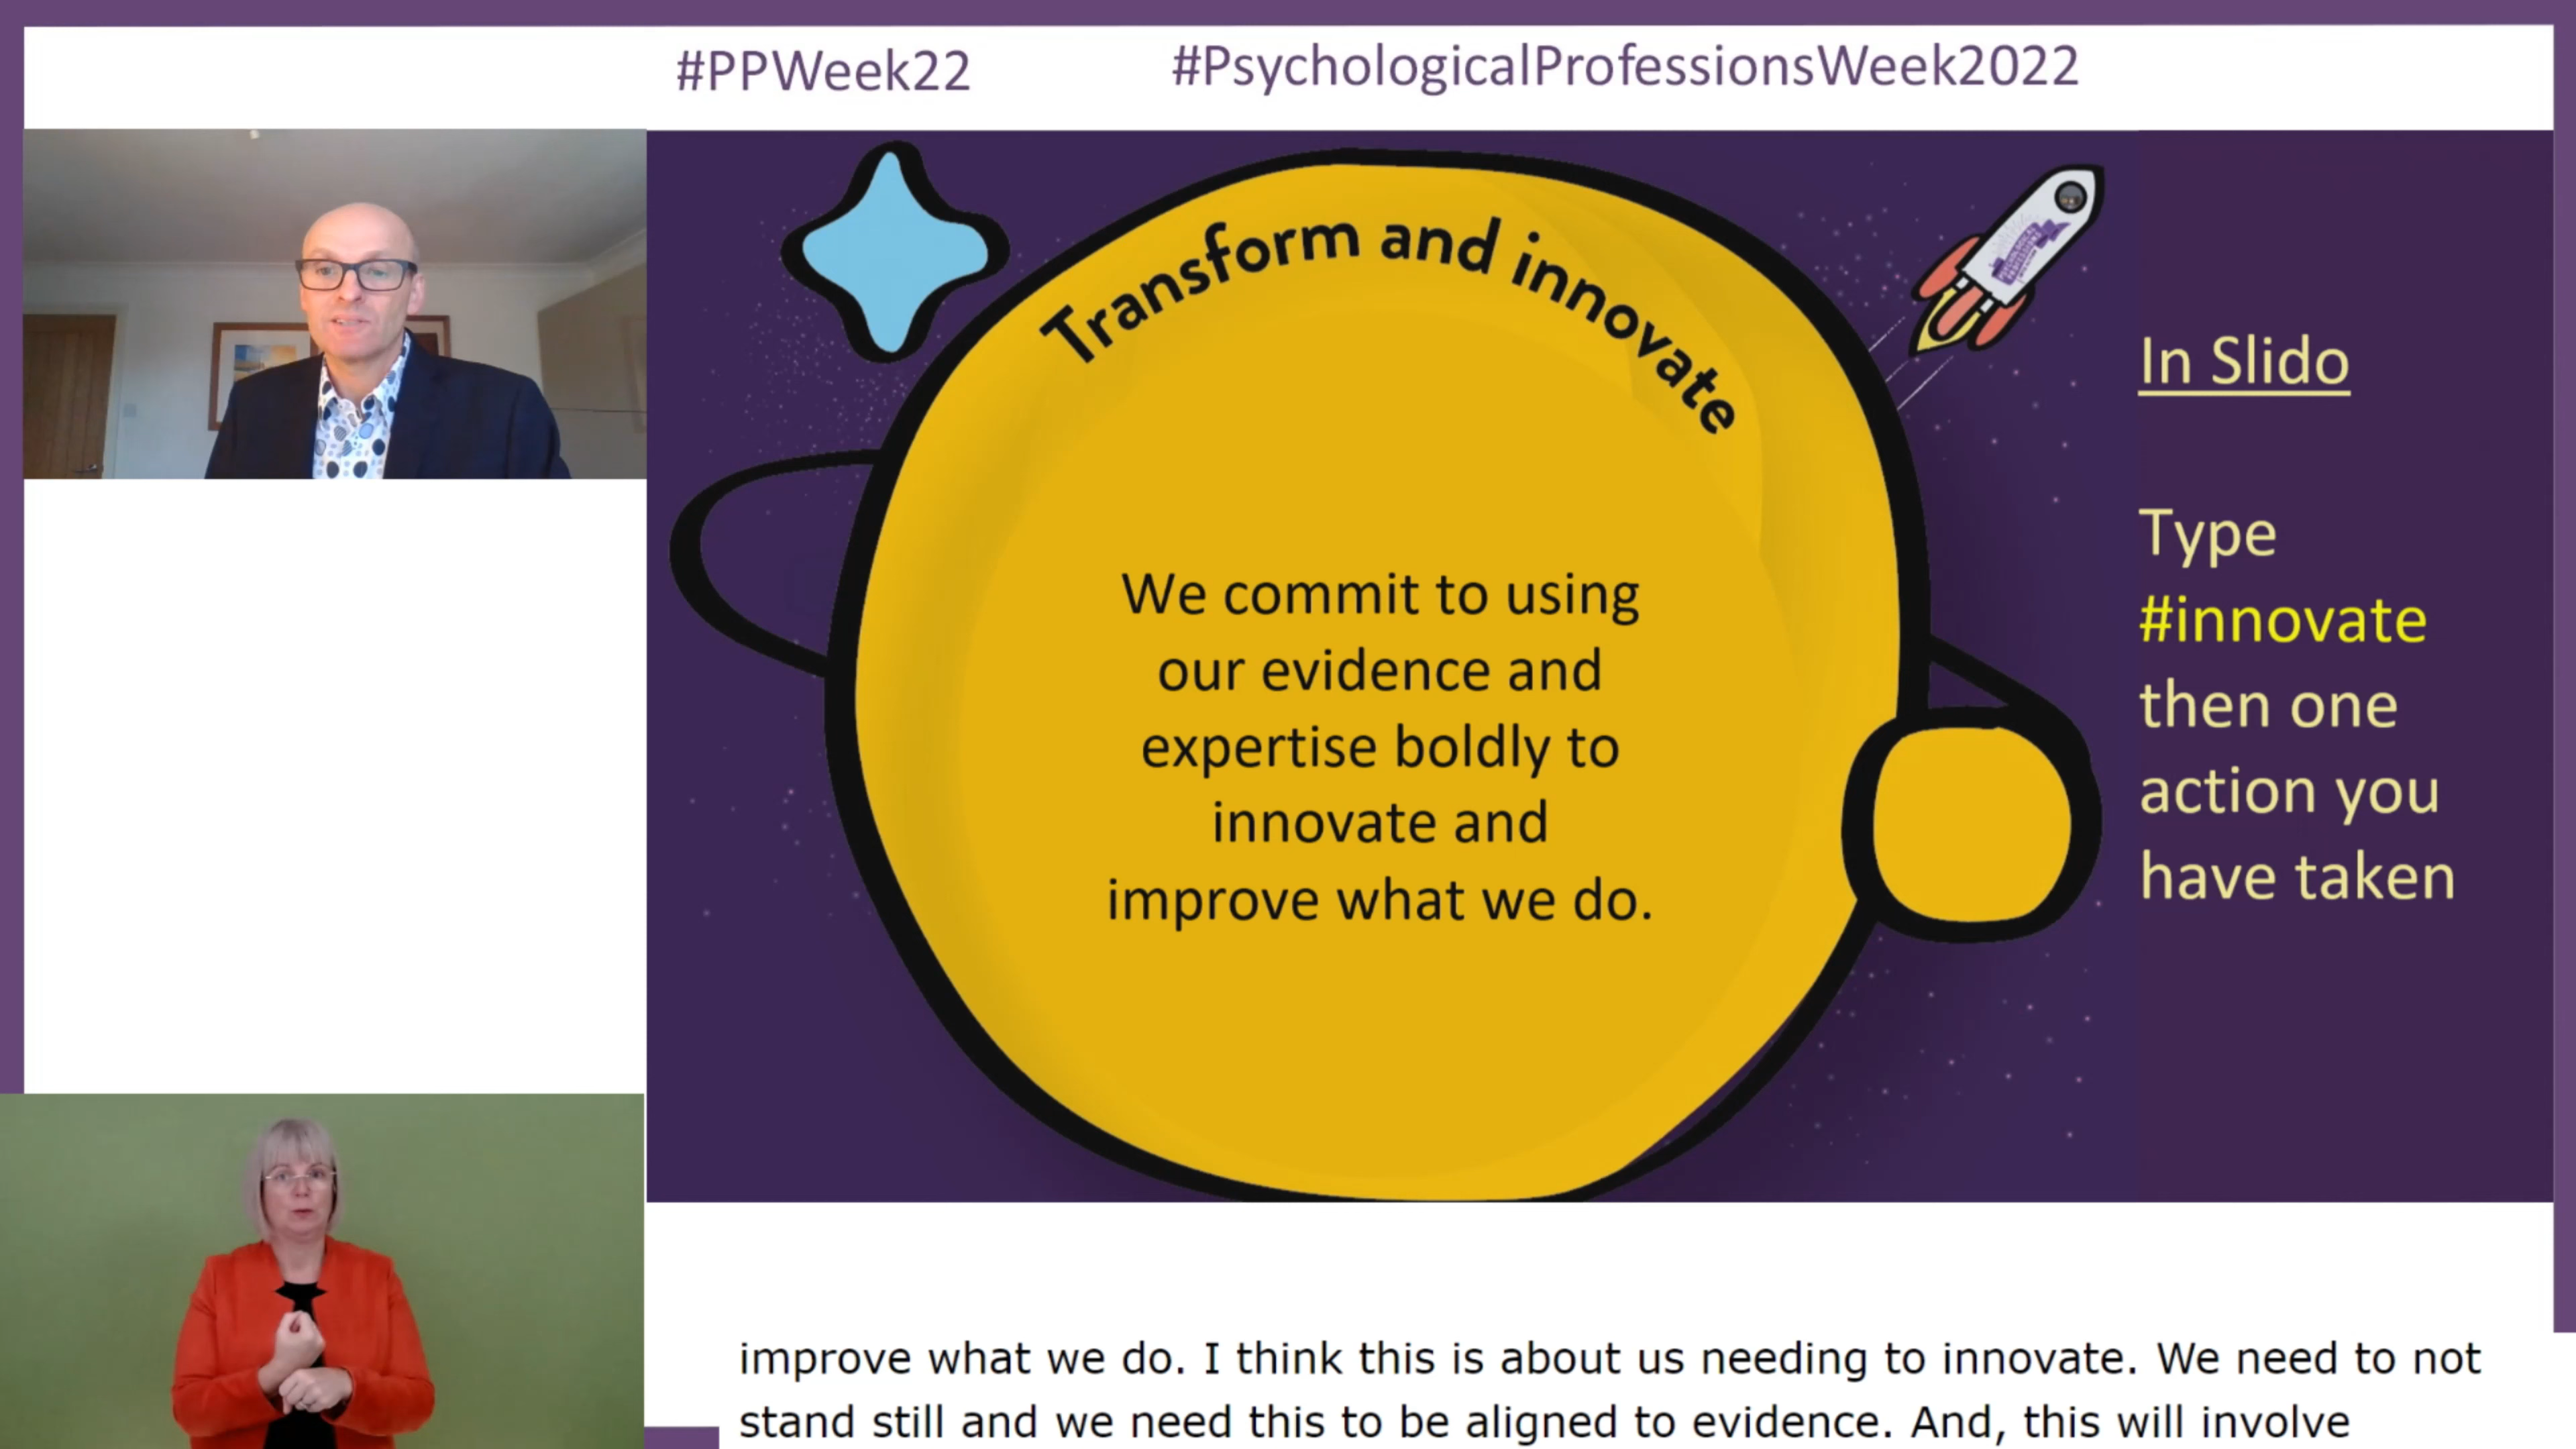 #PPWeek22
#PsychologicalProfessionsWeek2022
Transform and innovate
We commit to using
our evidence and
expertise boldly to
innovate and
improve what we do.
In Slido
Type
#innovate
then one
action you
have taken
improve what we do. I think this is about us needing to innovate. We need to not
stand still and we need this to be aligned to evidence. And, this will involve